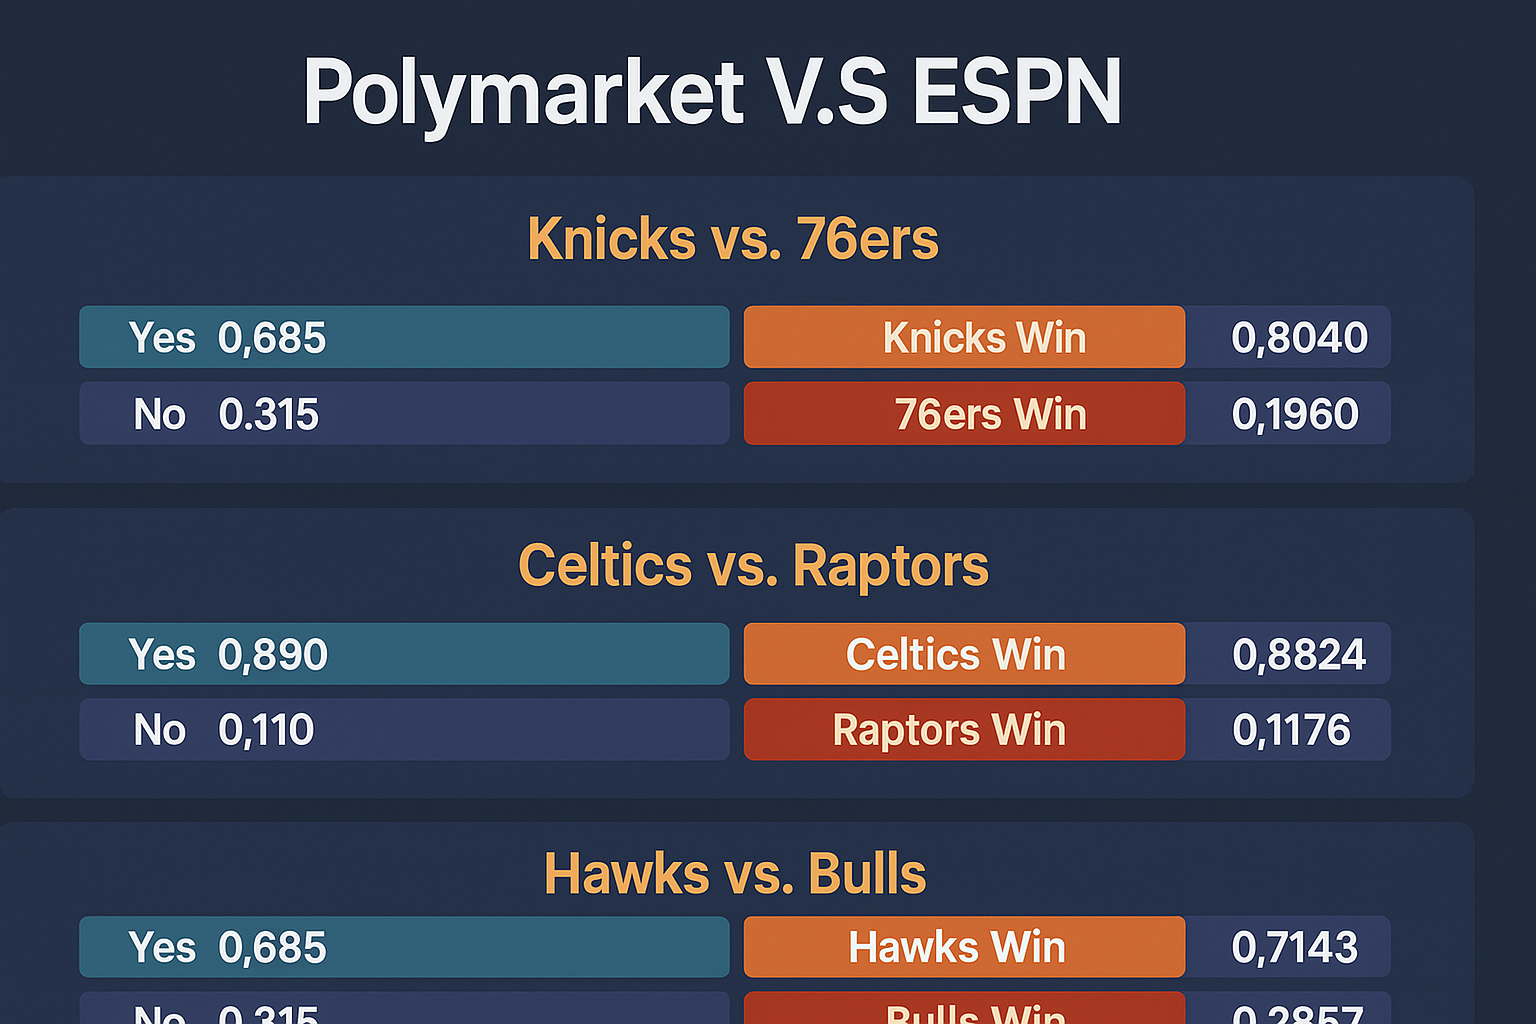 Polymarket V.S ESPN
Knicks vs. 76ers
Yes 0,685 Knicks Win 0,8040
No 0.315 76ers Win 0,1960
Celtics vs. Raptors
Yes 0,890 Celtics Win 0,8824
No 0,110 Raptors Win 0,1176
Hawks vs. Bulls
Yes 0,685 Hawks Win 0,7143
No 0.315 Bulls Win 0,2857